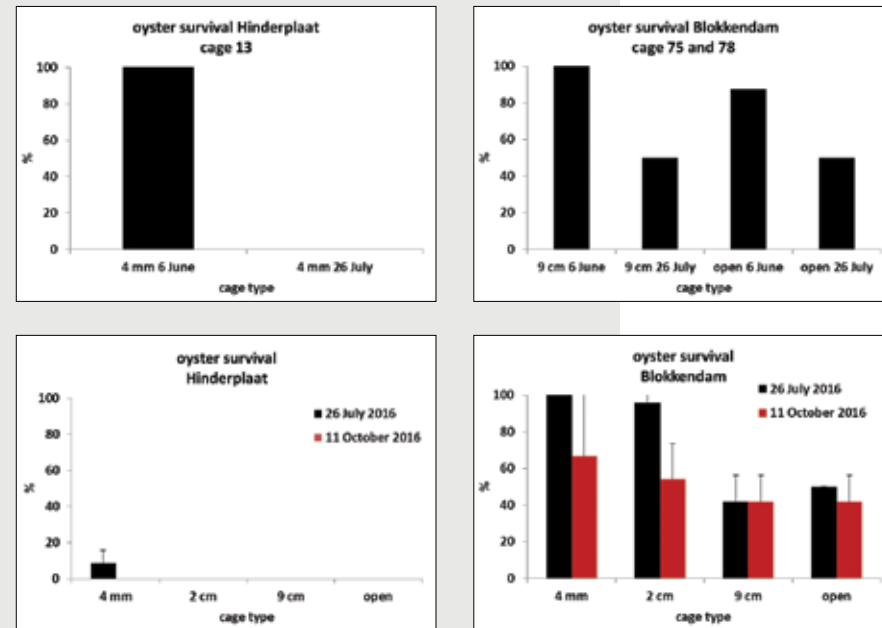 oyster survival Hinderplaat
cage 13
100
80
60
40
20
0
%
4 mm 6 June 4 mm 26 July
cage type
oyster survival Blokkendam
cage 75 and 78
100
80
60
40
20
0
%
9 cm 6 June 9 cm 26 July open 6 June open 26 July
cage type
oyster survival
Hinderplaat
26 July 2016
11 October 2016
100
80
60
40
20
0
%
4 mm 2 cm 9 cm open
cage type
oyster survival
Blokkendam
26 July 2016
11 October 2016
100
80
60
40
20
0
%
4 mm 2 cm 9 cm open
cage type